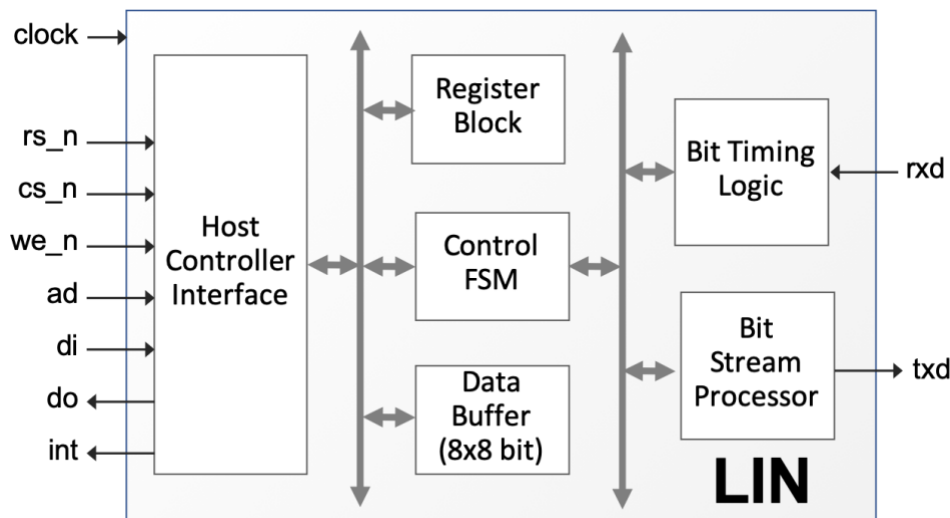 clock
rs_n
cs_n
we_n
ad
di
do
int
Host
Controller
Interface
Register
Block
Control
FSM
Data
Buffer
(8x8 bit)
Bit Timing
Logic
rxd
Bit
Stream
Processor
txd
LIN